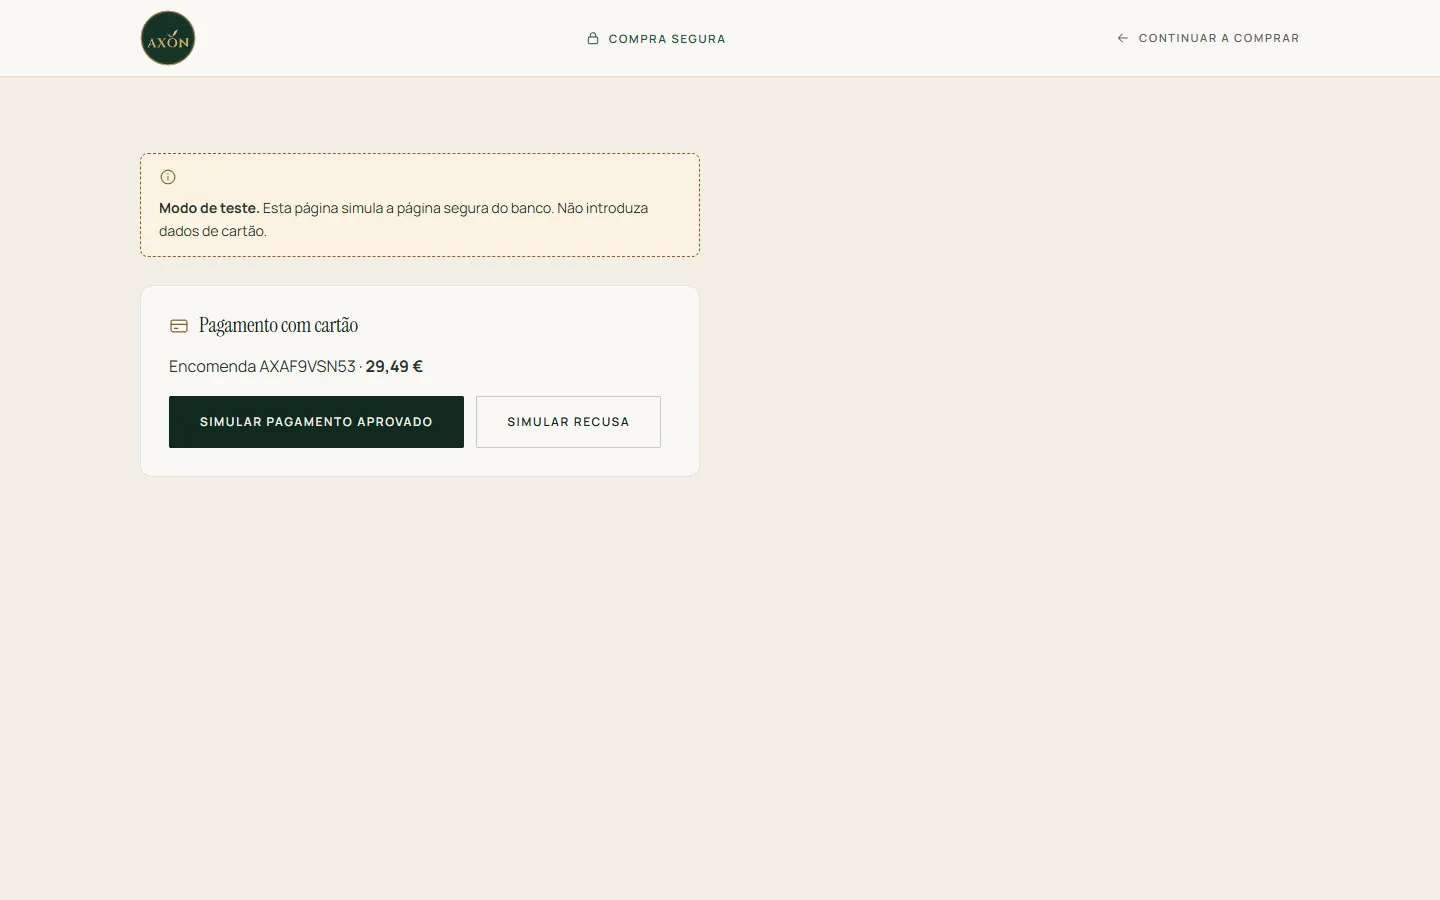 AXÓN
COMPRA SEGURA
CONTINUAR A COMPRAR
Modo de teste. Esta página simula a página segura do banco. Não introduza
dados de cartão.
Pagamento com cartão
Encomenda AXAF9VSN53 · 29,49 €
SIMULAR PAGAMENTO APROVADO
SIMULAR RECUSA